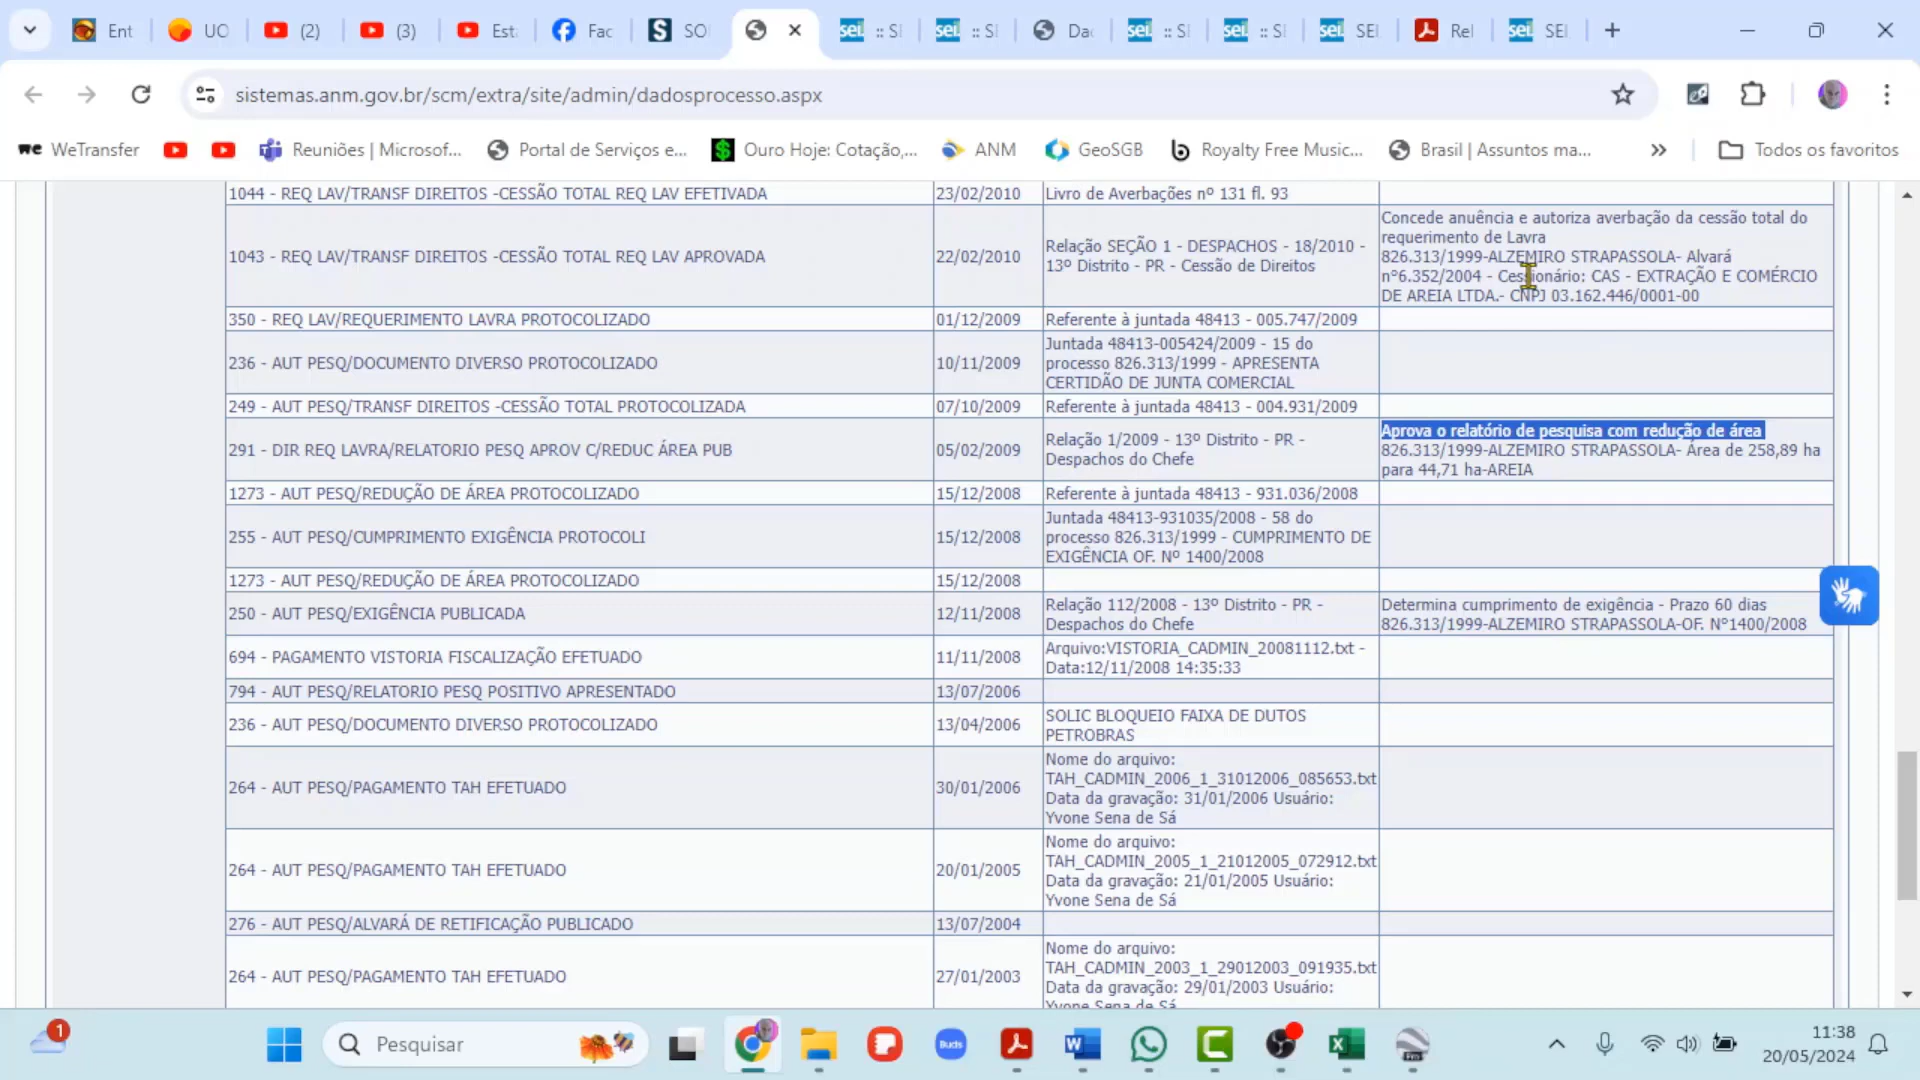 Ent
UO
(2)
(3)
Est
Fac
SO
:: SI
:: SI
Da
:: SI
:: SI
SEI
Rel
SEI
sistemas.anm.gov.br/scm/extra/site/admin/dadosprocesso.aspx
WeTransfer
Reuniões | Microsof...
Portal de Serviços e...
Ouro Hoje: Cotação,...
ANM
GeoSGB
Royalty Free Music...
Brasil | Assuntos ma...
Todos os favoritos
1044 - REQ LAV/TRANSF DIREITOS -CESSÃO TOTAL REQ LAV EFETIVADA
23/02/2010
Livro de Averbações nº 131 fl. 93
1043 - REQ LAV/TRANSF DIREITOS -CESSÃO TOTAL REQ LAV APROVADA
22/02/2010
Relação SEÇÃO 1 - DESPACHOS - 18/2010 -
13º Distrito - PR - Cessão de Direitos
Concede anuência e autoriza averbação da cessão total do
requerimento de Lavra
826.313/1999-ALZEMIRO STRAPASSOLA- Alvará
n°6.352/2004 - Cessionário: CAS - EXTRAÇÃO E COMÉRCIO
DE AREIA LTDA.- CNPJ 03.162.446/0001-00
350 - REQ LAV/REQUERIMENTO LAVRA PROTOCOLIZADO
01/12/2009
Referente à juntada 48413 - 005.747/2009
236 - AUT PESQ/DOCUMENTO DIVERSO PROTOCOLIZADO
10/11/2009
Juntada 48413-005424/2009 - 15 do
processo 826.313/1999 - APRESENTA
CERTIDÃO DE JUNTA COMERCIAL
249 - AUT PESQ/TRANSF DIREITOS -CESSÃO TOTAL PROTOCOLIZADA
07/10/2009
Referente à juntada 48413 - 004.931/2009
291 - DIR REQ LAVRA/RELATORIO PESQ APROV C/REDUC ÁREA PUB
05/02/2009
Relação 1/2009 - 13º Distrito - PR -
Despachos do Chefe
Aprova o relatório de pesquisa com redução de área
826.313/1999-ALZEMIRO STRAPASSOLA- Área de 258,89 ha
para 44,71 ha-AREIA
1273 - AUT PESQ/REDUÇÃO DE ÁREA PROTOCOLIZADO
15/12/2008
Referente à juntada 48413 - 931.036/2008
255 - AUT PESQ/CUMPRIMENTO EXIGÊNCIA PROTOCOLI
15/12/2008
Juntada 48413-931035/2008 - 58 do
processo 826.313/1999 - CUMPRIMENTO DE
EXIGÊNCIA OF. Nº 1400/2008
1273 - AUT PESQ/REDUÇÃO DE ÁREA PROTOCOLIZADO
15/12/2008
250 - AUT PESQ/EXIGÊNCIA PUBLICADA
12/11/2008
Relação 112/2008 - 13º Distrito - PR -
Despachos do Chefe
Determina cumprimento de exigência - Prazo 60 dias
826.313/1999-ALZEMIRO STRAPASSOLA-OF. N°1400/2008
694 - PAGAMENTO VISTORIA FISCALIZAÇÃO EFETUADO
11/11/2008
Arquivo:VISTORIA_CADMIN_20081112.txt -
Data:12/11/2008 14:35:33
794 - AUT PESQ/RELATORIO PESQ POSITIVO APRESENTADO
13/07/2006
236 - AUT PESQ/DOCUMENTO DIVERSO PROTOCOLIZADO
13/04/2006
SOLIC BLOQUEIO FAIXA DE DUTOS
PETROBRAS
264 - AUT PESQ/PAGAMENTO TAH EFETUADO
30/01/2006
Nome do arquivo:
TAH_CADMIN_2006_1_31012006_085653.txt
Data da gravação: 31/01/2006 Usuário:
Yvone Sena de Sá
264 - AUT PESQ/PAGAMENTO TAH EFETUADO
20/01/2005
Nome do arquivo:
TAH_CADMIN_2005_1_21012005_072912.txt
Data da gravação: 21/01/2005 Usuário:
Yvone Sena de Sá
276 - AUT PESQ/ALVARÁ DE RETIFICAÇÃO PUBLICADO
13/07/2004
264 - AUT PESQ/PAGAMENTO TAH EFETUADO
27/01/2003
Nome do arquivo:
TAH_CADMIN_2003_1_29012003_091935.txt
Data da gravação: 29/01/2003 Usuário:
Yvone Sena de Sá
1
Pesquisar
Buds
11:38
20/05/2024